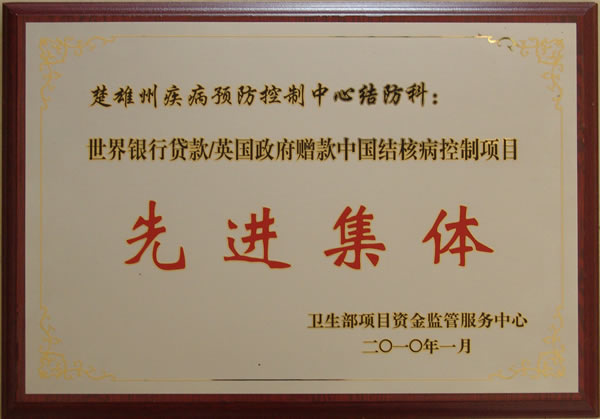 楚雄州疾病预防控制中心结防科：
世界银行贷款/英国政府赠款中国结核病控制项目
先进集体
卫生部项目资金监管服务中心
二〇一〇年一月